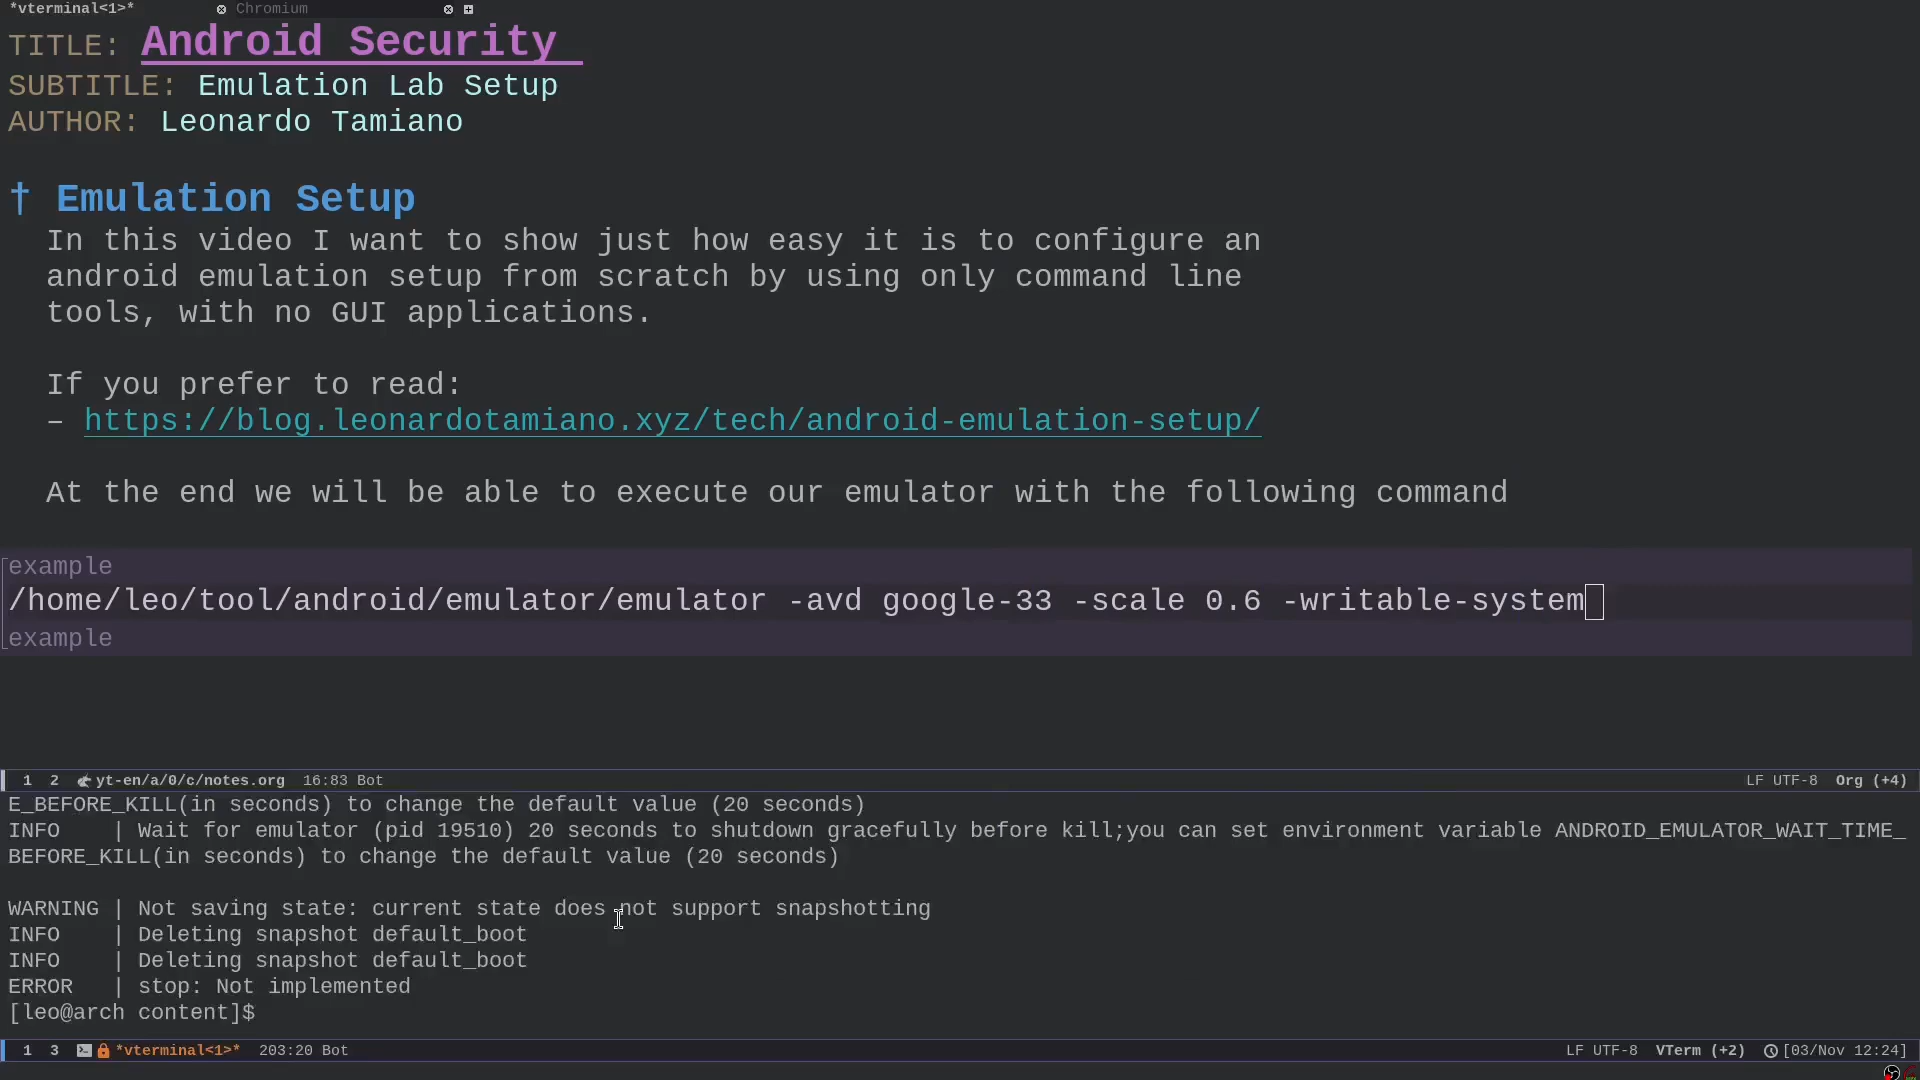 *vterminal<1>* Chromium
TITLE: Android Security
SUBTITLE: Emulation Lab Setup
AUTHOR: Leonardo Tamiano
† Emulation Setup
In this video I want to show just how easy it is to configure an
android emulation setup from scratch by using only command line
tools, with no GUI applications.
If you prefer to read:
– https://blog.leonardotamiano.xyz/tech/android-emulation-setup/
At the end we will be able to execute our emulator with the following command
example
/home/leo/tool/android/emulator/emulator -avd google-33 -scale 0.6 -writable-system
example
1 2 yt-en/a/0/c/notes.org 16:83 Bot LF UTF-8 Org (+4)
E_BEFORE_KILL(in seconds) to change the default value (20 seconds)
INFO | Wait for emulator (pid 19510) 20 seconds to shutdown gracefully before kill;you can set environment variable ANDROID_EMULATOR_WAIT_TIME_
BEFORE_KILL(in seconds) to change the default value (20 seconds)
WARNING | Not saving state: current state does not support snapshotting
INFO | Deleting snapshot default_boot
INFO | Deleting snapshot default_boot
ERROR | stop: Not implemented
[leo@arch content]$
1 3 *vterminal<1>* 203:20 Bot LF UTF-8 VTerm (+2) [03/Nov 12:24]